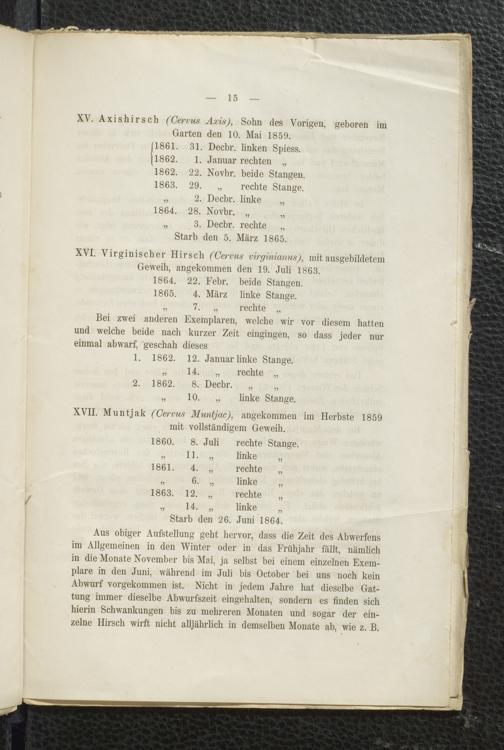 — 15 —
XV. Axishirsch (Cervus Axis), Sohn des Vorigen, geboren im
Garten den 10. Mai 1859.
1861. 31. Decbr. linken Spiess.
1862. 1. Januar rechten „
1862. 22. Novbr. beide Stangen.
1863. 29. „ rechte Stange.
„ 2. Decbr. linke „
1864. 28. Novbr. „ „
„ 3. Decbr. rechte „
Starb den 5. März 1865.
XVI. Virginischer Hirsch (Cervus virginianus), mit ausgebildetem
Geweih, angekommen den 19. Juli 1863.
1864. 22. Febr. beide Stangen.
1865. 4. März linke Stange.
„ 7. „ rechte „
Bei zwei anderen Exemplaren, welche wir vor diesem hatten
und welche beide nach kurzer Zeit eingingen, so dass jeder nur
einmal abwarf, geschah dieses
1. 1862. 12. Januar linke Stange.
„ 14. „ rechte „
2. 1862. 8. Decbr. „ „
„ 10. „ linke Stange.
XVII. Muntjak (Cervus Muntjac), angekommen im Herbste 1859
mit vollständigem Geweih.
1860. 8. Juli rechte Stange.
„ 11. „ linke „
1861. 4. „ rechte „
„ 6. „ linke „
1863. 12. „ rechte „
„ 14. „ linke „
Starb den 26. Juni 1864.
Aus obiger Aufstellung geht hervor, dass die Zeit des Abwerfens
im Allgemeinen in den Winter oder in das Frühjahr fällt, nämlich
in die Monate November bis Mai, ja selbst bei einem einzelnen Exem-
plare in den Juni, während im Juli bis October bei uns noch kein
Abwurf vorgekommen ist. Nicht in jedem Jahre hat dieselbe Gat-
tung immer dieselbe Abwurfszeit eingehalten, sondern es finden sich
hierin Schwankungen bis zu mehreren Monaten und sogar der ein-
zelne Hirsch wirft nicht alljährlich in demselben Monate ab, wie z. B.